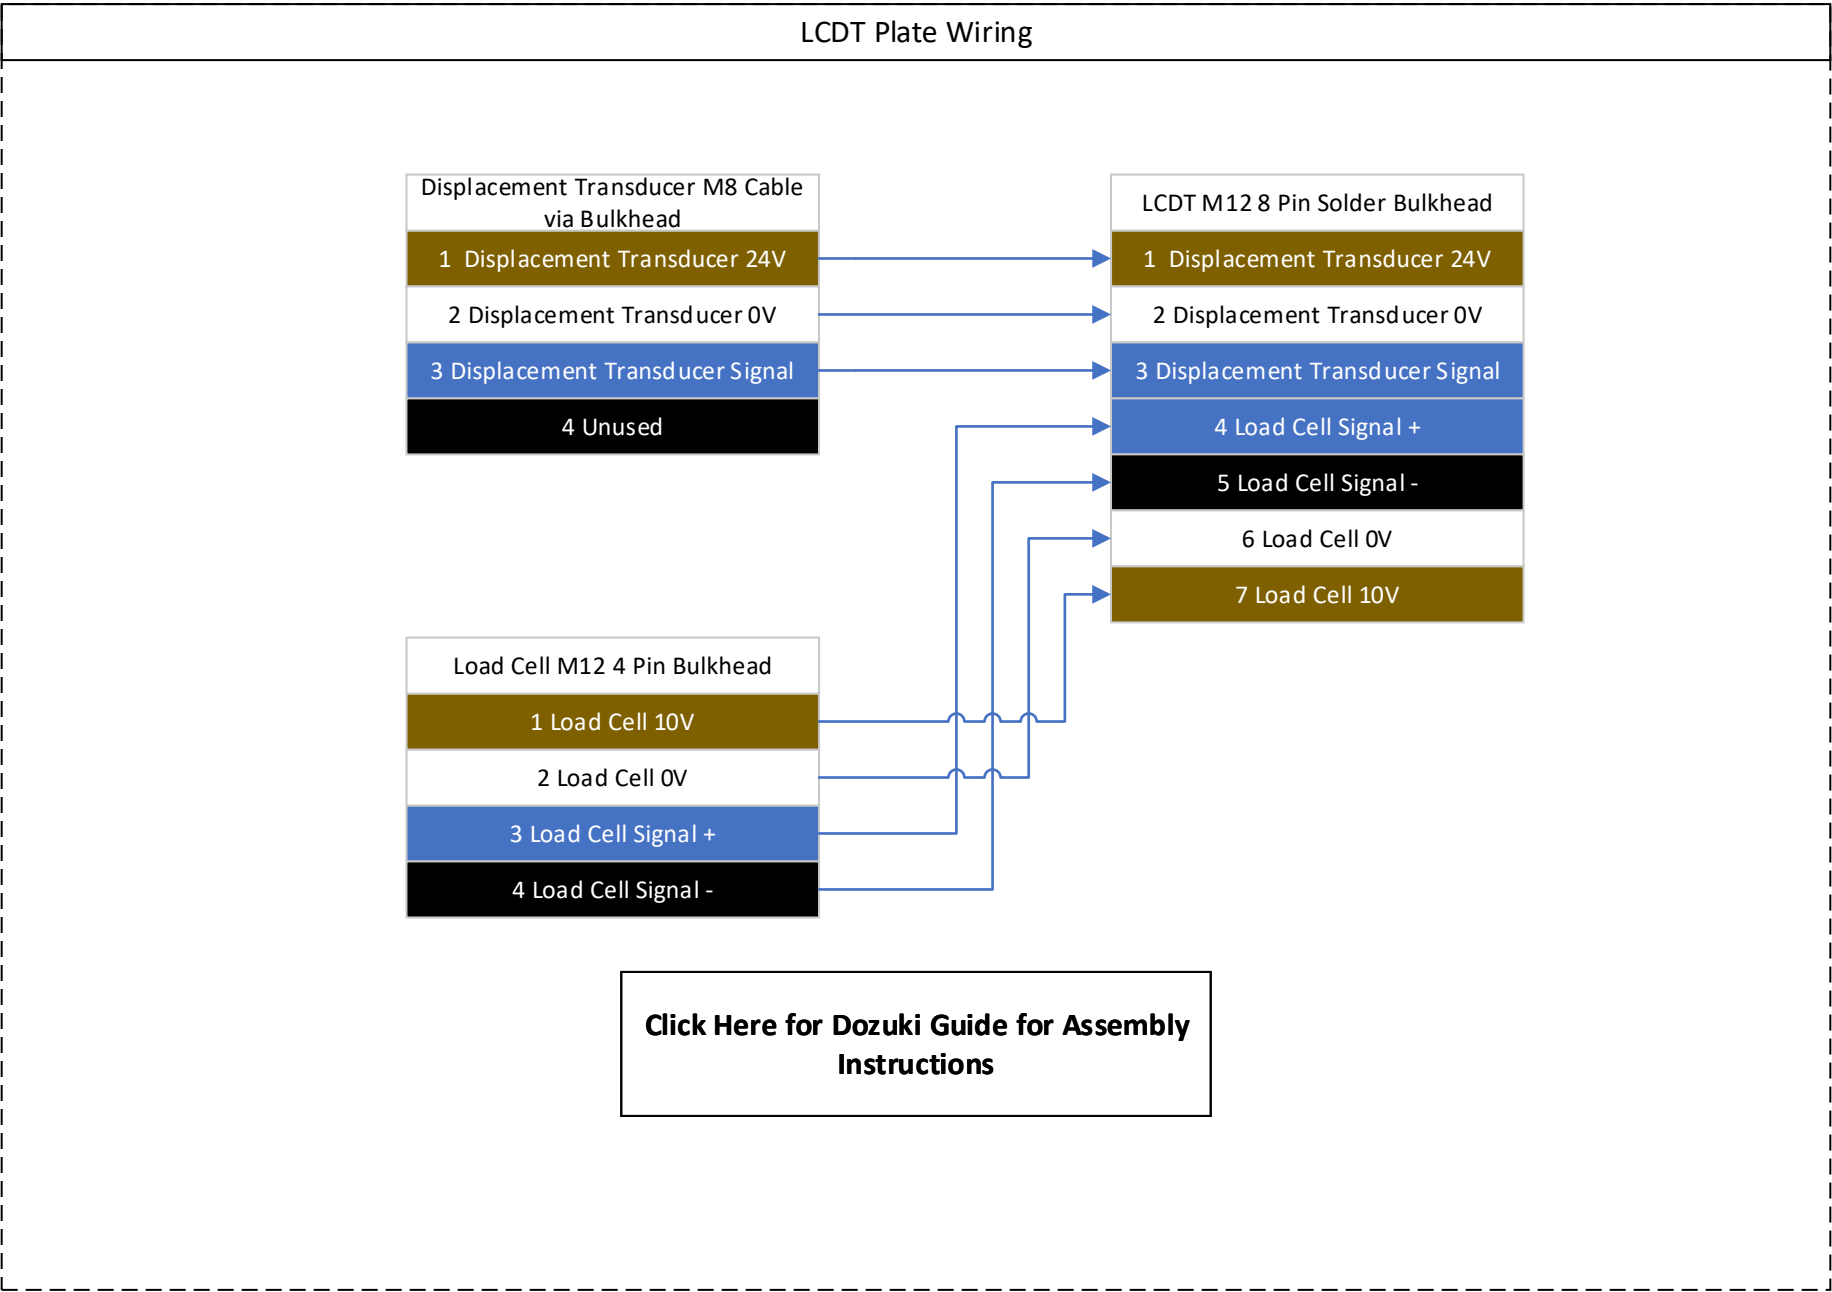 LCDT Plate Wiring
Displacement Transducer M8 Cable
via Bulkhead
1 Displacement Transducer 24V
2 Displacement Transducer 0V
3 Displacement Transducer Signal
4 Unused
LCDT M12 8 Pin Solder Bulkhead
1 Displacement Transducer 24V
2 Displacement Transducer 0V
3 Displacement Transducer Signal
4 Load Cell Signal +
5 Load Cell Signal -
6 Load Cell 0V
7 Load Cell 10V
Load Cell M12 4 Pin Bulkhead
1 Load Cell 10V
2 Load Cell 0V
3 Load Cell Signal +
4 Load Cell Signal -
Click Here for Dozuki Guide for Assembly
Instructions